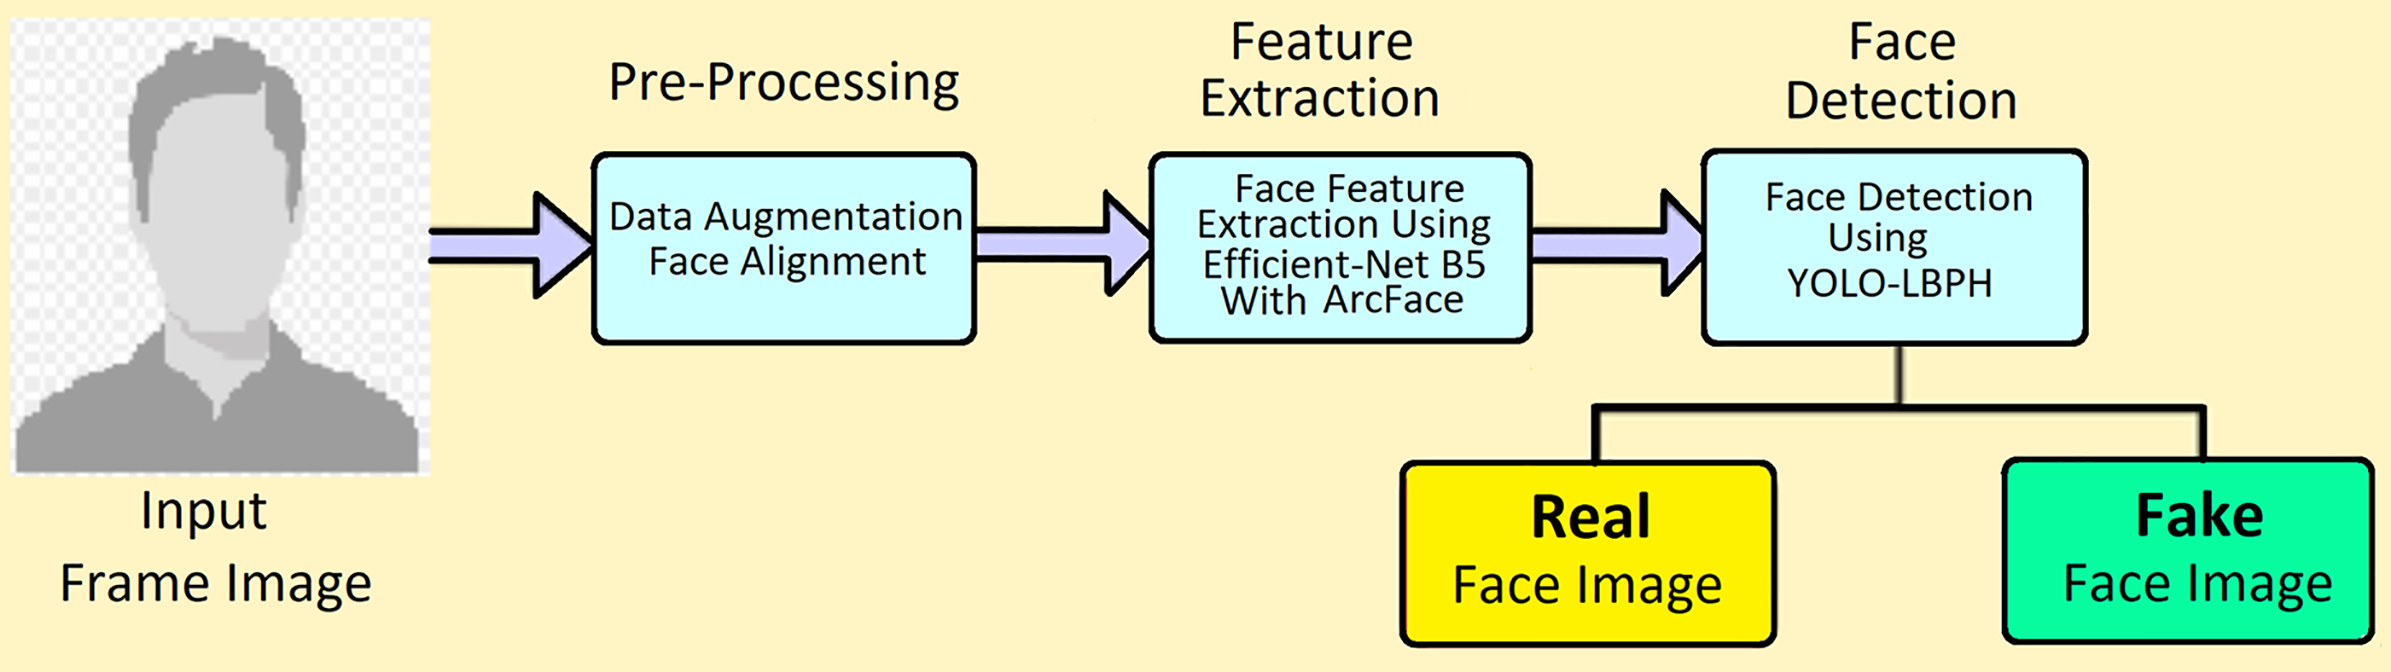 Input
Frame Image
Pre-Processing
Data Augmentation
Face Alignment
Feature
Extraction
Face Feature
Extraction Using
Efficient-Net B5
With ArcFace
Face
Detection
Face Detection
Using
YOLO-LBPH
Real
Face Image
Fake
Face Image